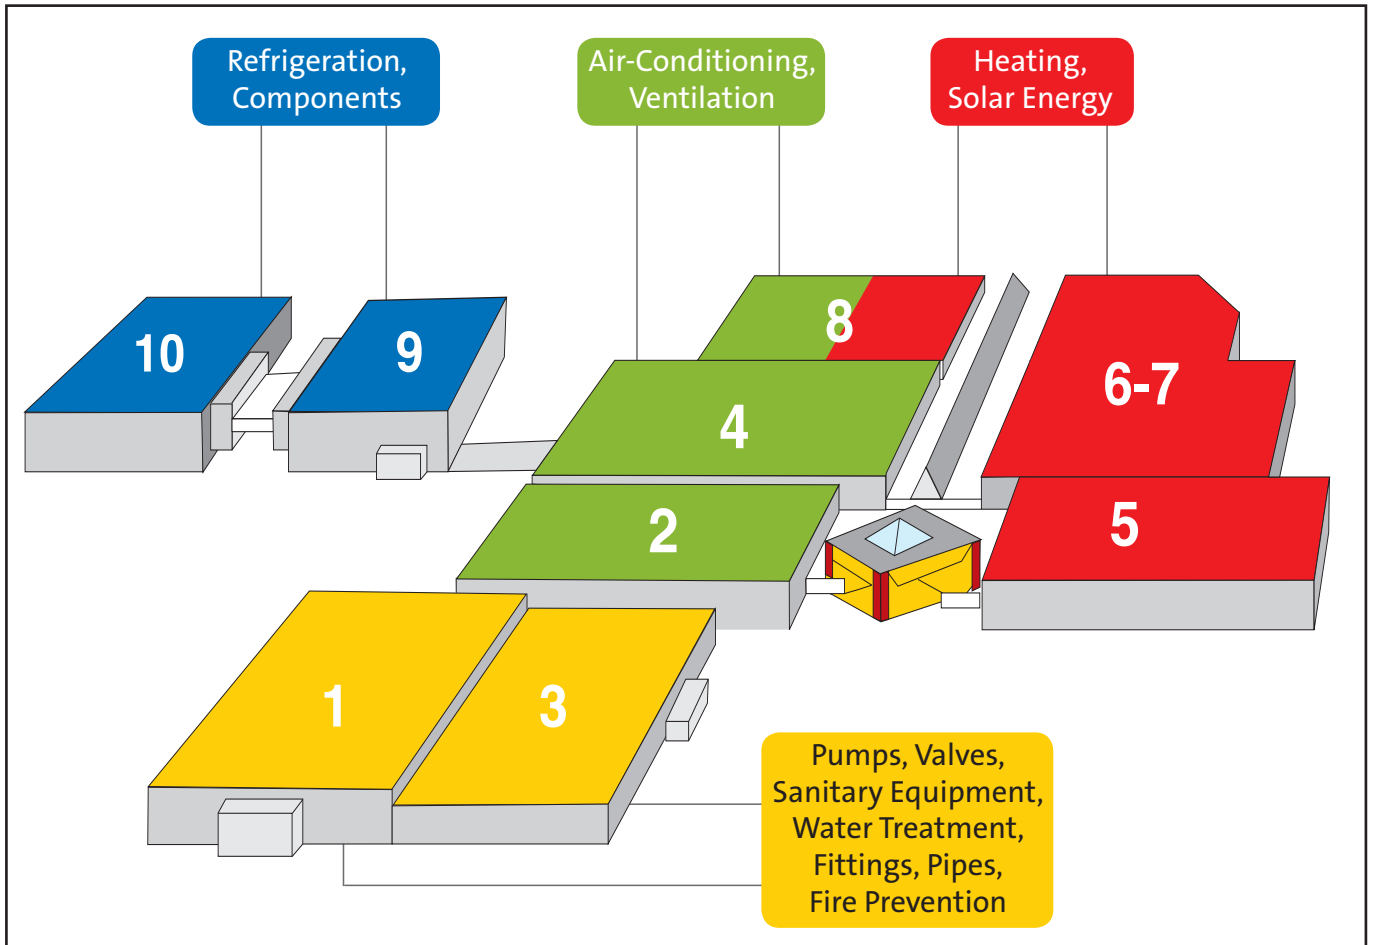 Refrigeration,
Components
Air-Conditioning,
Ventilation
Heating,
Solar Energy
10
9
8
6-7
4
5
2
1
3
Pumps, Valves,
Sanitary Equipment,
Water Treatment,
Fittings, Pipes,
Fire Prevention